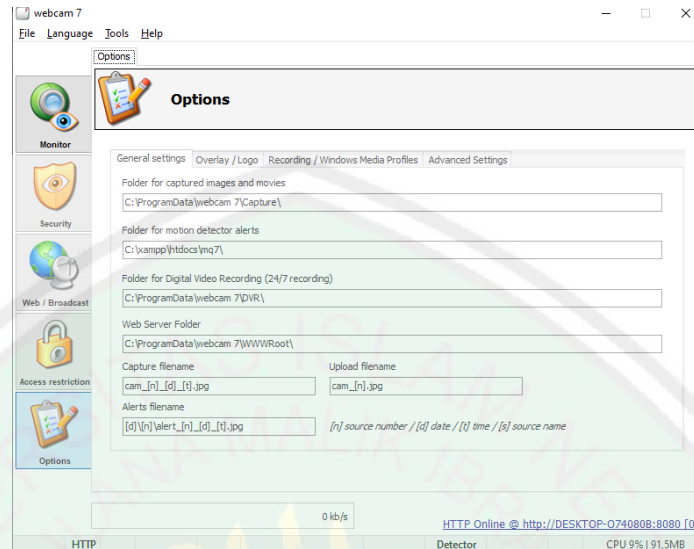 webcam 7
File Language Tools Help
Options
Options
Monitor
Security
Web / Broadcast
Access restriction
Options
General settings Overlay / Logo Recording / Windows Media Profiles Advanced Settings
Folder for captured images and movies
C:\ProgramData\webcam 7\Capture\
Folder for motion detector alerts
C:\xampp\htdocs\mq7\
Folder for Digital Video Recording (24/7 recording)
C:\ProgramData\webcam 7\DVR\
Web Server Folder
C:\ProgramData\webcam 7\WWWRoot\
Capture filename Upload filename
cam_[n]_[d]_[t].jpg cam_[n].jpg
Alerts filename
[d]\[n]\alert_[n]_[d]_[t].jpg [n] source number / [d] date / [t] time / [s] source name
0 kb/s
HTTP Online @ http://DESKTOP-O74080B:8080 [0
HTTP Detector CPU 9% | 91,5MB